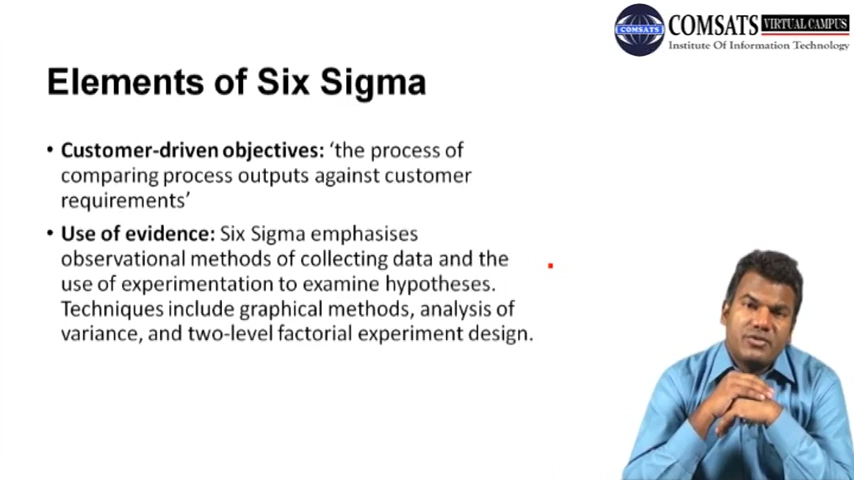 COMSATS VIRTUAL CAMPUS
Institute Of Information Technology
COMSATS
Elements of Six Sigma
• Customer-driven objectives: ‘the process of
comparing process outputs against customer
requirements’
• Use of evidence: Six Sigma emphasises
observational methods of collecting data and the
use of experimentation to examine hypotheses.
Techniques include graphical methods, analysis of
variance, and two-level factorial experiment design.